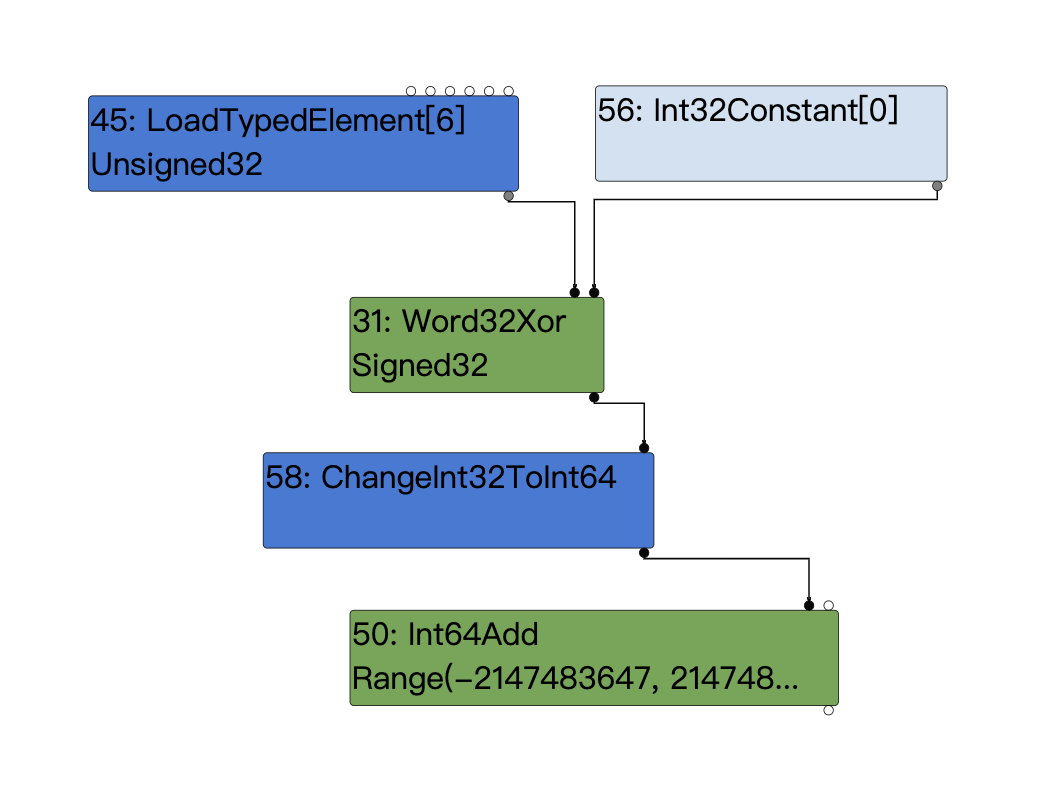 45: LoadTypedElement[6]
Unsigned32
56: Int32Constant[0]
31: Word32Xor
Signed32
58: ChangeInt32ToInt64
50: Int64Add
Range(-2147483647, 214748...